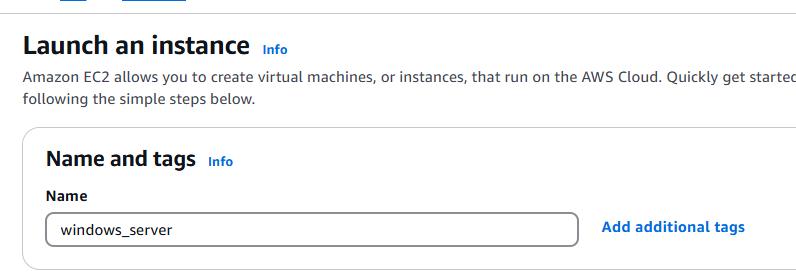 Launch an instance Info
Amazon EC2 allows you to create virtual machines, or instances, that run on the AWS Cloud. Quickly get started
following the simple steps below.
Name and tags Info
Name
windows_server
Add additional tags